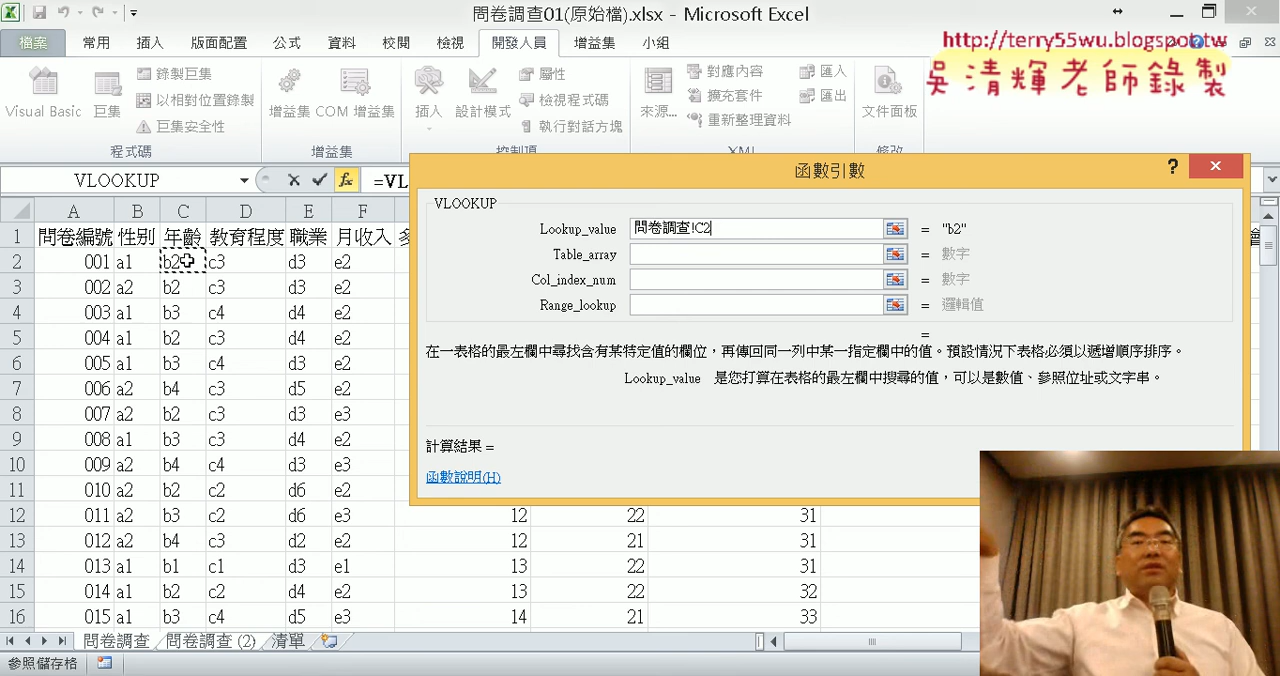 問卷調查01(原始檔).xlsx - Microsoft Excel
http://terry55wu.blogspot.tw
吳清輝老師錄製
檔案 常用 插入 版面配置 公式 資料 校閱 檢視 開發人員 增益集 小組
Visual Basic 巨集 錄製巨集 以相對位置錄製 巨集安全性
增益集 COM 增益集 插入 設計模式 屬性 檢視程式碼 執行對話方塊
來源... 對應內容 擴充套件 重新整理資料 匯入 匯出 文件面板
程式碼 增益集 控制項 XML 修改
VLOOKUP =VL
函數引數
VLOOKUP
Lookup_value 問卷調查!C2 = "b2"
Table_array = 數字
Col_index_num = 數字
Range_lookup = 邏輯值
=
在一表格的最左欄中尋找含有某特定值的欄位，再傳回同一列中某一指定欄中的值。預設情況下表格必須以遞增順序排序。
Lookup_value 是您打算在表格的最左欄中搜尋的值，可以是數值、參照位址或文字串。
計算結果 =
函數說明(H)
A B C D E F
1 問卷編號 性別 年齡 教育程度 職業 月收入
2 001 a1 b2 c3 d3 e2
3 002 a2 b2 c3 d3 e2
4 003 a1 b3 c4 d4 e2
5 004 a1 b2 c3 d4 e2
6 005 a1 b3 c4 d3 e2
7 006 a2 b4 c3 d5 e2
8 007 a2 b2 c3 d3 e3
9 008 a1 b3 c3 d4 e2
10 009 a2 b4 c4 d3 e3
11 010 a2 b2 c2 d6 e2
12 011 a2 b3 c2 d6 e3 12 22 31
13 012 a2 b4 c3 d2 e2 12 21 31
14 013 a1 b1 c1 d3 e1 13 22 31
15 014 a1 b2 c2 d4 e2 13 22 32
16 015 a1 b3 c4 d5 e3 14 21 33
問卷調查 問卷調查 (2) 清單
參照儲存格